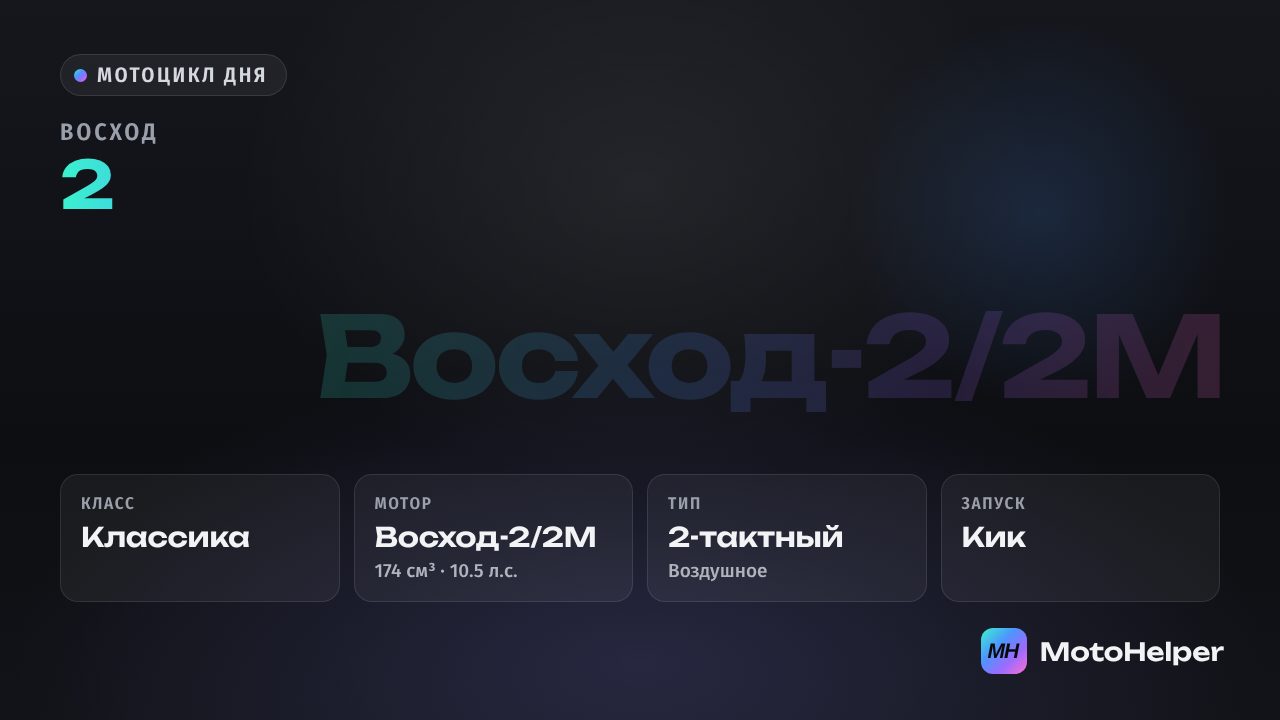 МОТОЦИКЛ ДНЯ
ВОСХОД
2
Восход-2/2М
КЛАСС
Классика
МОТОР
Восход-2/2М
174 см³ · 10.5 л.с.
ТИП
2-тактный
Воздушное
ЗАПУСК
Кик
MH MotoHelper